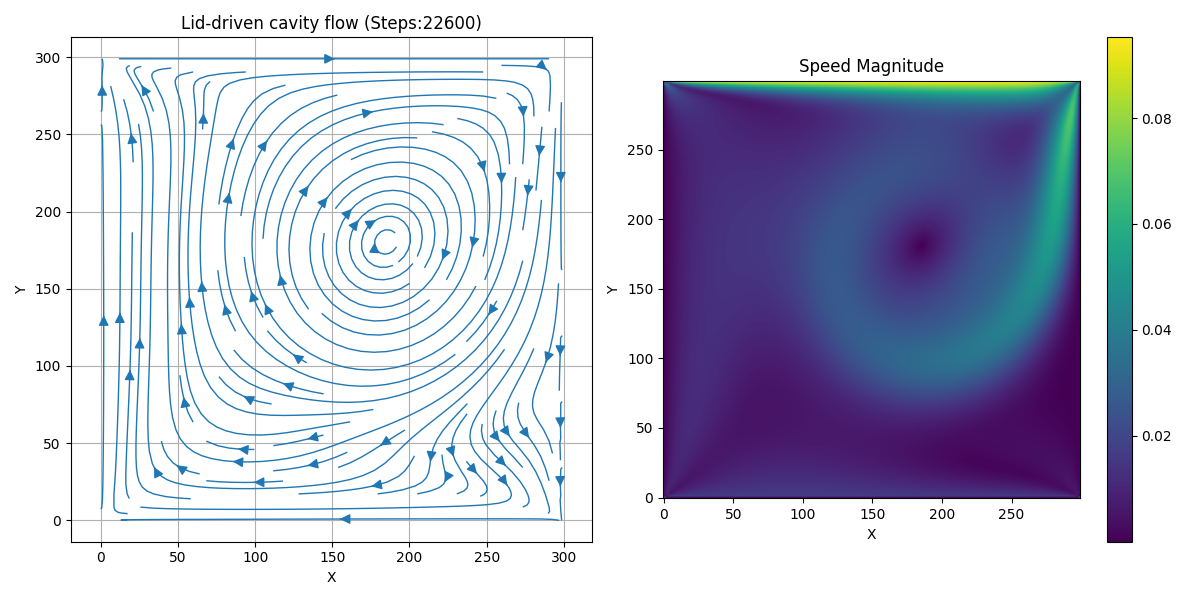 Lid-driven cavity flow (Steps:22600)
300
250
200
150
100
50
0
Y
0 50 100 150 200 250 300
X
Speed Magnitude
250
200
150
100
50
0
Y
0 50 100 150 200 250
X
0.08
0.06
0.04
0.02